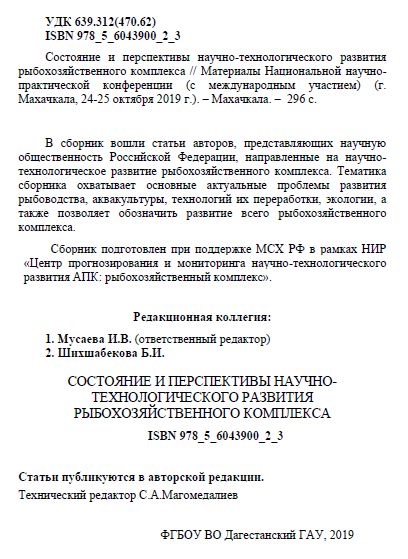 УДК 639.312(470.62)
ISBN 978_5_6043900_2_3
Состояние и перспективы научно-технологического развития
рыбохозяйственного комплекса // Материалы Национальной научно-
практической конференции (с международным участием) (г.
Махачкала, 24-25 октября 2019 г.). – Махачкала. – 296 с.
В сборник вошли статьи авторов, представляющих научную
общественность Российской Федерации, направленные на научно-
технологическое развитие рыбохозяйственного комплекса. Тематика
сборника охватывает основные актуальные проблемы развития
рыбоводства, аквакультуры, технологий их переработки, экологии, а
также позволяет обозначить развитие всего рыбохозяйственного
комплекса.
Сборник подготовлен при поддержке МСХ РФ в рамках НИР
«Центр прогнозирования и мониторинга научно-технологического
развития АПК: рыбохозяйственный комплекс».
Редакционная коллегия:
1. Мусаева И.В. (ответственный редактор)
2. Шихшабекова Б.И.
СОСТОЯНИЕ И ПЕРСПЕКТИВЫ НАУЧНО-
ТЕХНОЛОГИЧЕСКОГО РАЗВИТИЯ
РЫБОХОЗЯЙСТВЕННОГО КОМПЛЕКСА
ISBN 978_5_6043900_2_3
Статьи публикуются в авторской редакции.
Технический редактор С.А.Магомедалиев
ФГБОУ ВО Дагестанский ГАУ, 2019